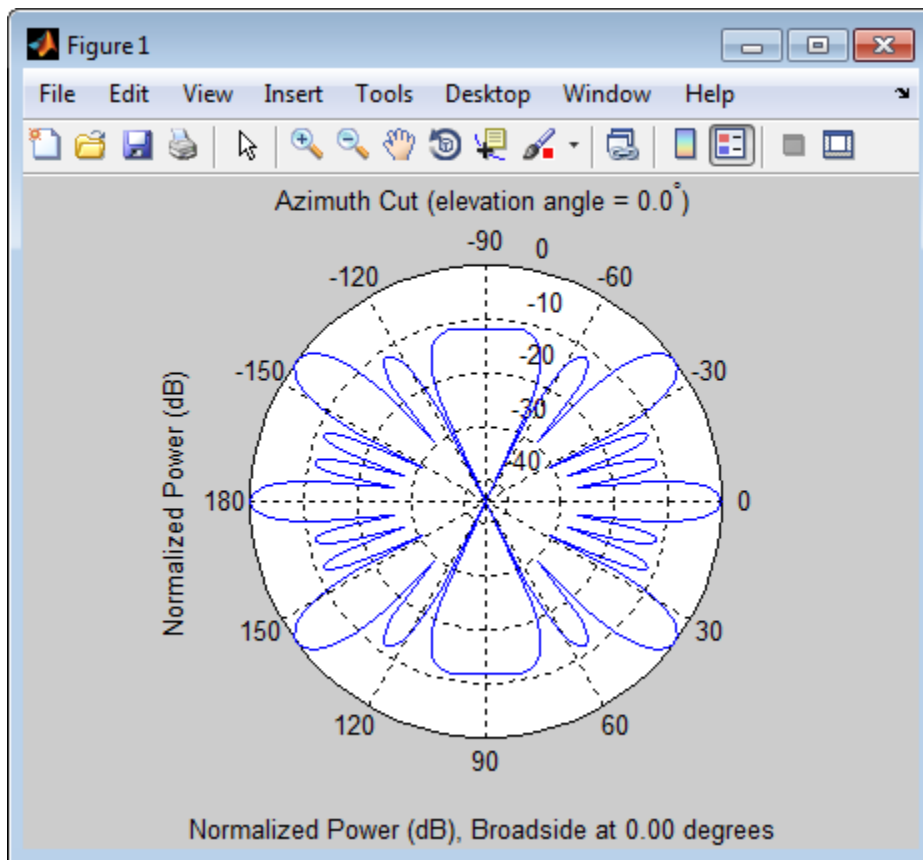 Figure 1
File Edit View Insert Tools Desktop Window Help
Azimuth Cut (elevation angle = 0.0°)
-90 0
-120 -60
-10
-20
-150 -30
-30
-40
Normalized Power (dB)
180 0
150 30
120 60
90
Normalized Power (dB), Broadside at 0.00 degrees